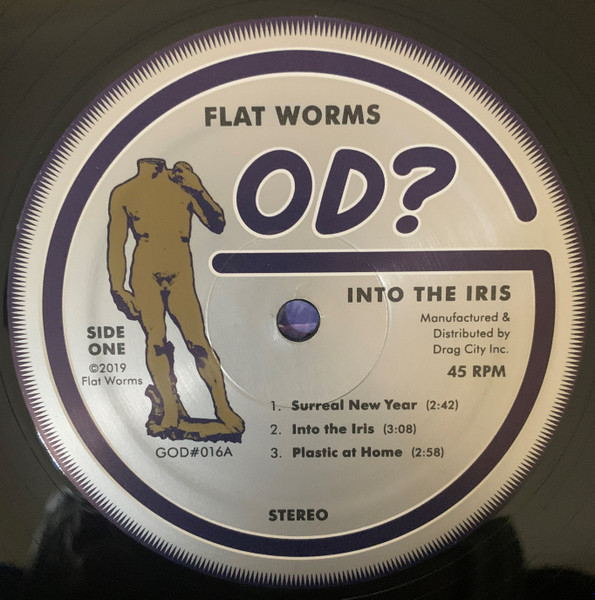 FLAT WORMS
GOD?
INTO THE IRIS
Manufactured &
Distributed by
Drag City Inc.
45 RPM
SIDE
ONE
©2019
Flat Worms
1. Surreal New Year (2:42)
2. Into the Iris (3:08)
3. Plastic at Home (2:58)
GOD#016A
STEREO